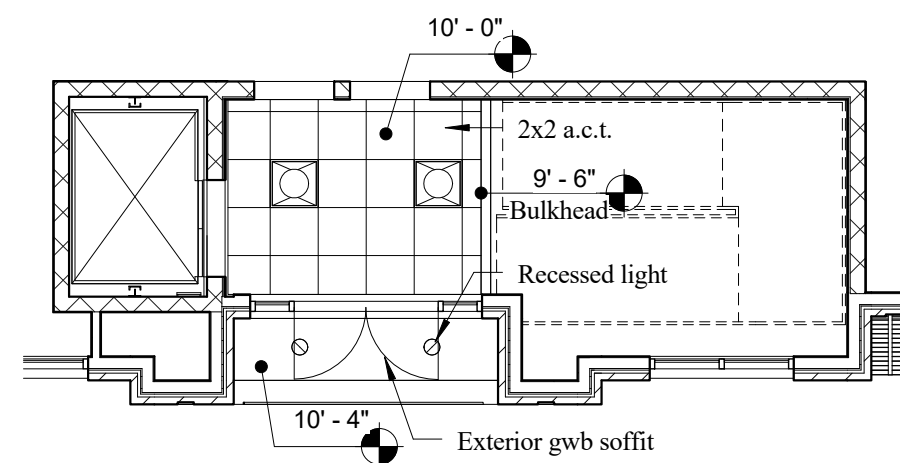 10' - 0"
2x2 a.c.t.
9' - 6"
Bulkhead
Recessed light
10' - 4"
Exterior gwb soffit